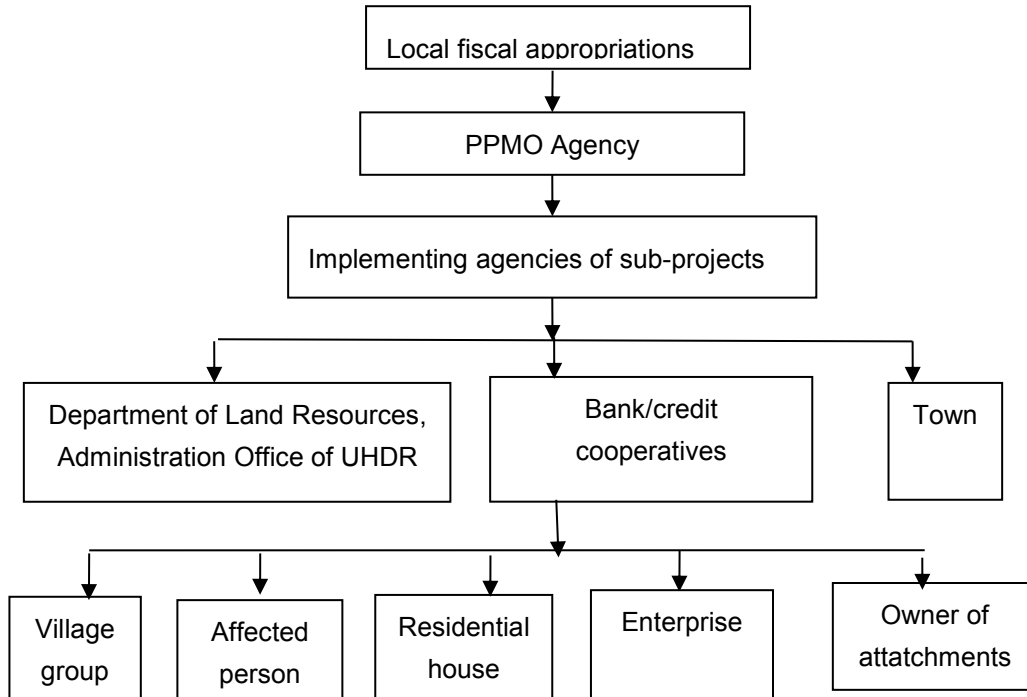 Local fiscal appropriations
PPMO Agency
Implementing agencies of sub-projects
Department of Land Resources,
Administration Office of UHDR
Bank/credit
cooperatives
Town
Village
group
Affected
person
Residential
house
Enterprise
Owner of
attatchments